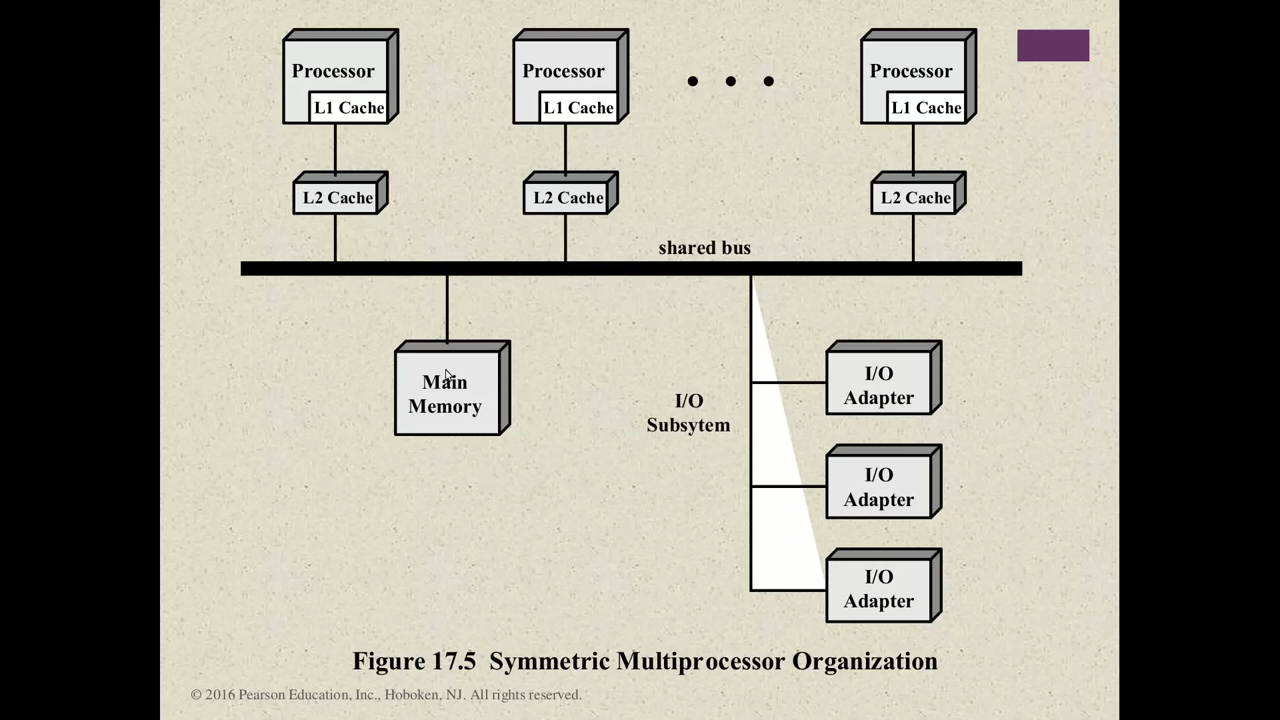 Processor
L1 Cache
Processor
L1 Cache
Processor
L1 Cache
L2 Cache
L2 Cache
L2 Cache
shared bus
Main
Memory
I/O
Subsytem
I/O
Adapter
I/O
Adapter
I/O
Adapter
Figure 17.5 Symmetric Multiprocessor Organization
© 2016 Pearson Education, Inc., Hoboken, NJ. All rights reserved.